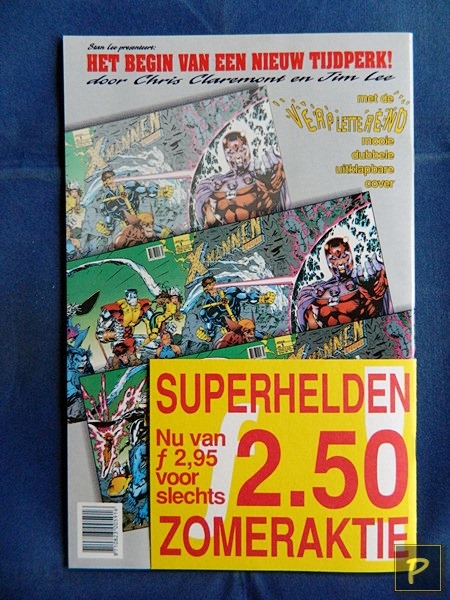 Stan Lee presenteert:
HET BEGIN VAN EEN NIEUW TIJDPERK!
door Chris Claremont en Jim Lee
met de
VERPLETTEREND
mooie
dubbele
uitklapbare
cover
X-MANNEN
X-MANNEN
SUPERHELDEN
Nu van
ƒ 2,95
voor
slechts
2.50
ZOMERAKTIE
P